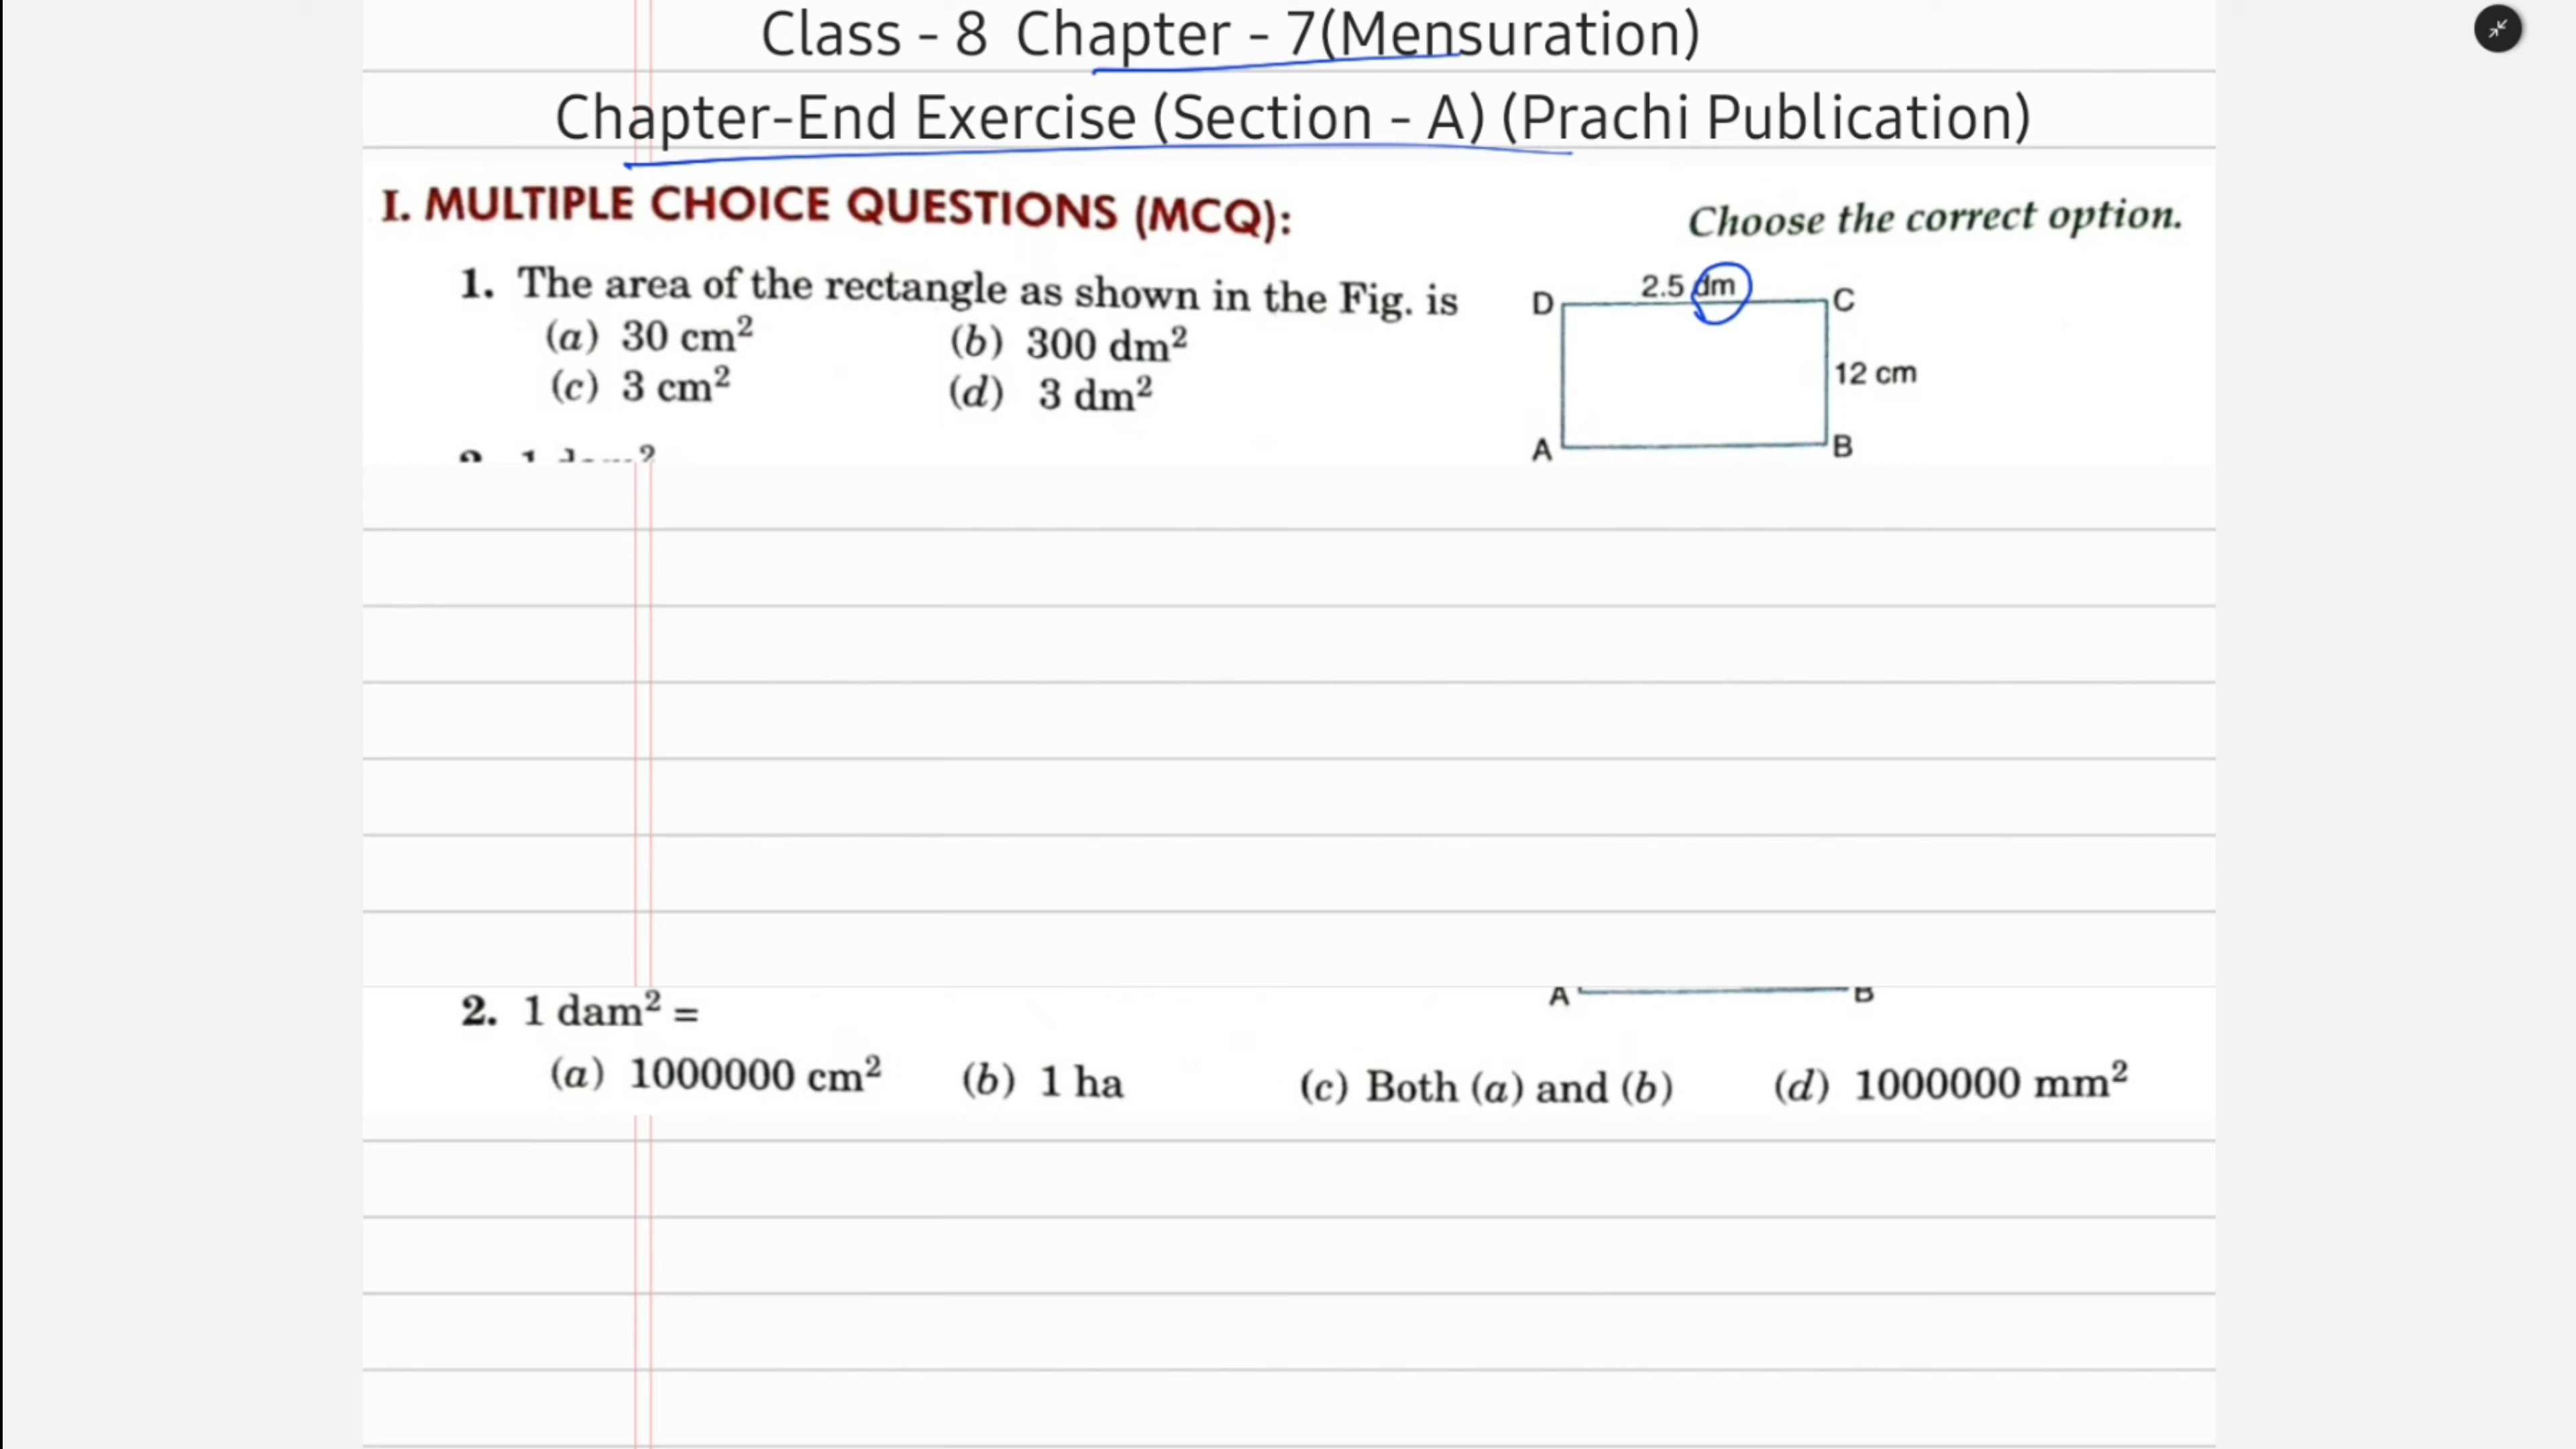 Class - 8 Chapter - 7(Mensuration)
Chapter-End Exercise (Section - A) (Prachi Publication)
I. MULTIPLE CHOICE QUESTIONS (MCQ):
Choose the correct option.
1. The area of the rectangle as shown in the Fig. is
(a) 30 cm²
(b) 300 dm²
(c) 3 cm²
(d) 3 dm²
2.5 dm
D
C
12 cm
A
B
A
B
2. 1 dam² =
(a) 1000000 cm² (b) 1 ha (c) Both (a) and (b) (d) 1000000 mm²